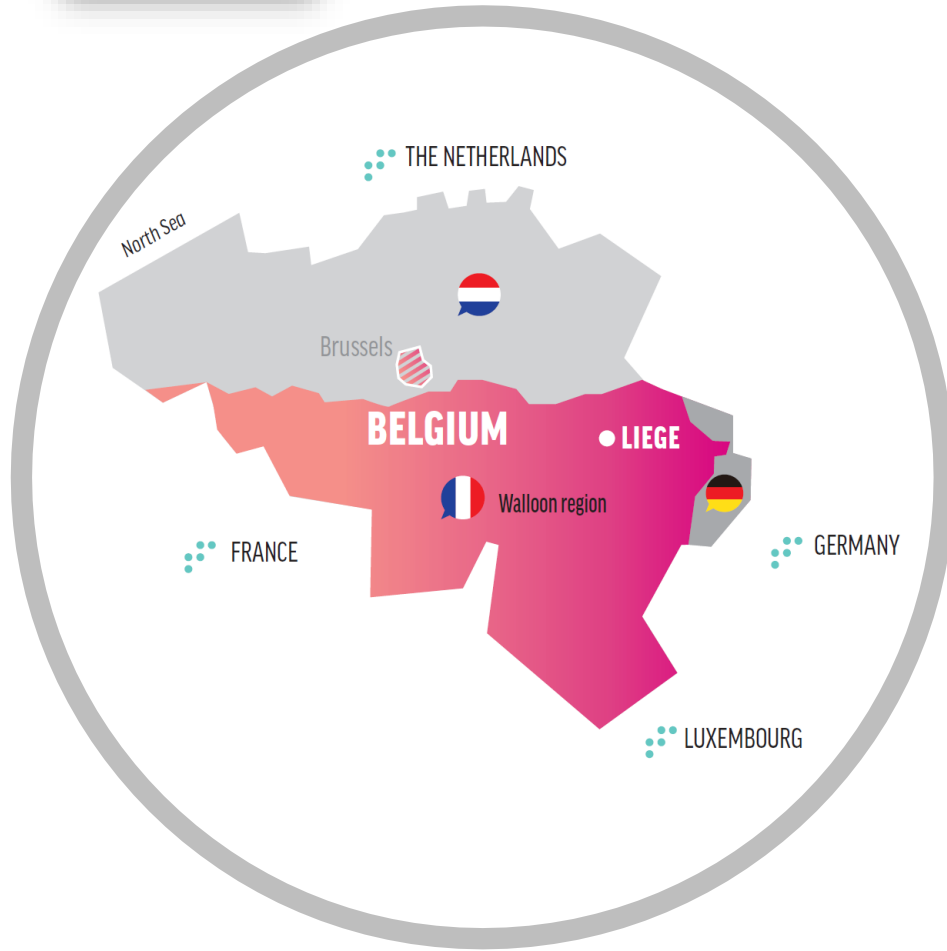 THE NETHERLANDS
North Sea
Brussels
BELGIUM
LIEGE
Walloon region
FRANCE
GERMANY
LUXEMBOURG